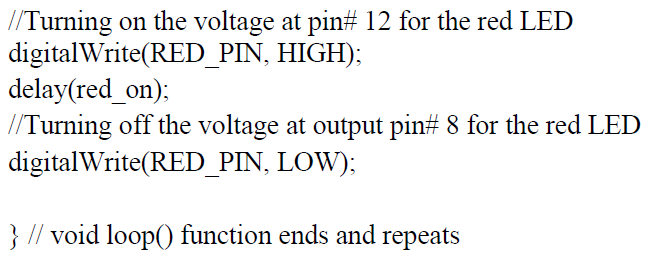 //Turning on the voltage at pin# 12 for the red LED
digitalWrite(RED_PIN, HIGH);
delay(red_on);
//Turning off the voltage at output pin# 8 for the red LED
digitalWrite(RED_PIN, LOW);
} // void loop() function ends and repeats